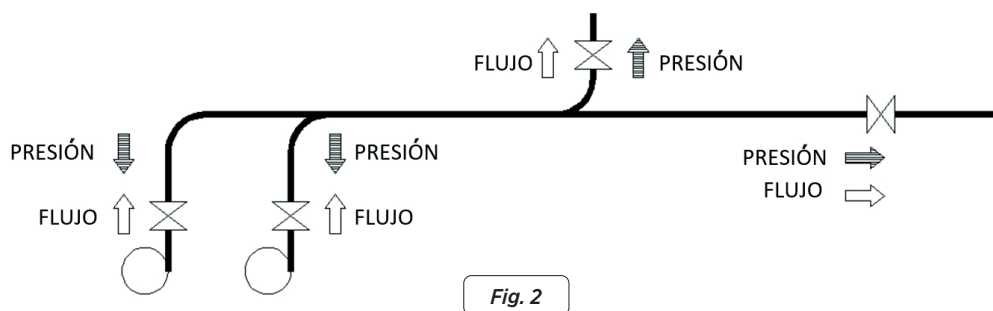 FLUJO PRESIÓN
PRESIÓN PRESIÓN PRESIÓN
FLUJO FLUJO FLUJO
Fig. 2